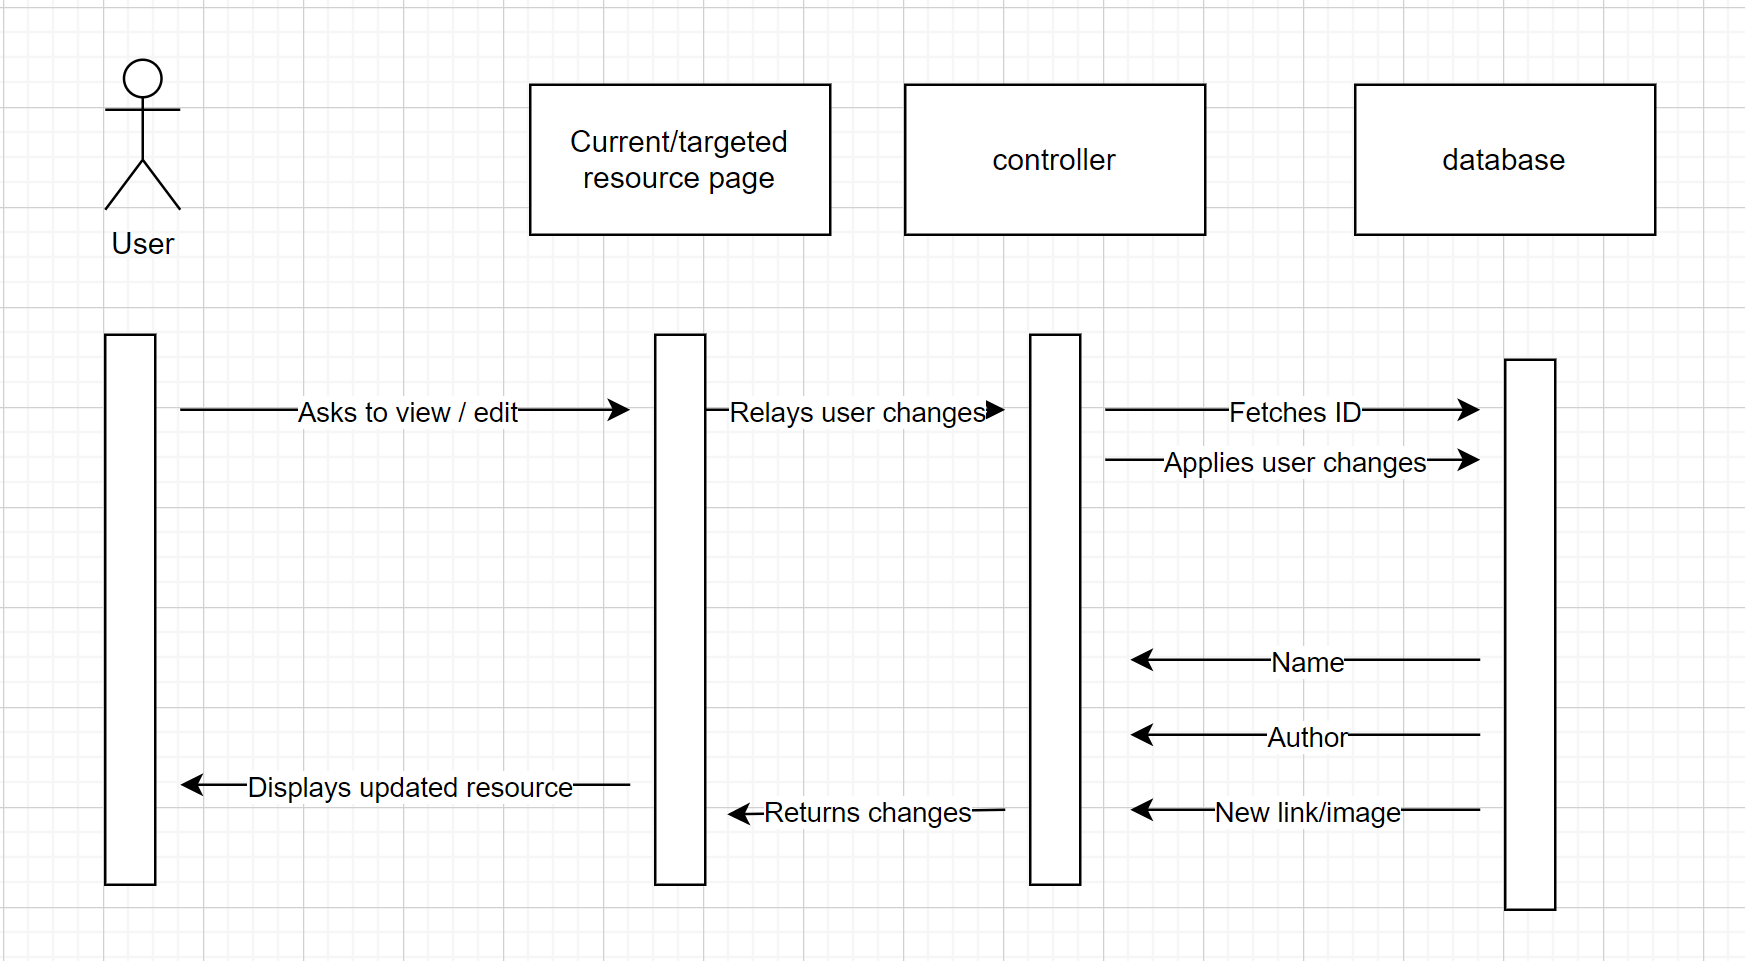 Current/targeted
resource page
controller
database
User
Asks to view / edit
Relays user changes
Fetches ID
Applies user changes
Name
Author
Displays updated resource
Returns changes
New link/image